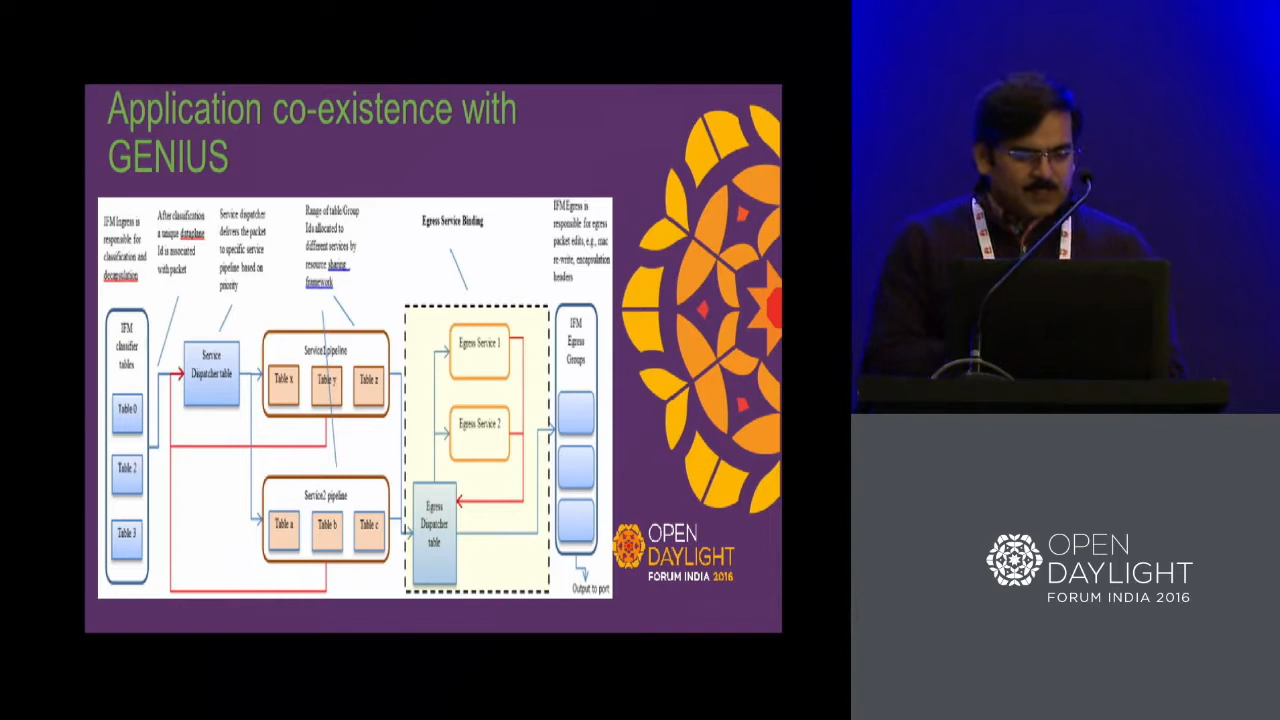 Application co-existence with
GENIUS
IFM Ingress is
responsible for
classification and
decapsulation
After classification
a unique dataplane
Id is associated
with packet
Service dispatcher
delivers the packet
to specific service
pipeline based on
priority
Range of table/Group
Ids allocated to
different services by
resource sharing
framework
Egress Service Binding
IFM Egress is
responsible for egress
packet edits, e.g., mac
re-write, encapsulation
headers
IFM
classifier
tables
Table 0
Table 2
Table 3
Service
Dispatcher table
Service1 pipeline
Table x
Table y
Table z
Service2 pipeline
Table a
Table b
Table c
Egress Service 1
Egress Service 2
Egress
Dispatcher
table
IFM
Egress
Groups
Output to port
OPEN
DAYLIGHT
FORUM INDIA 2016
OPEN
DAYLIGHT
FORUM INDIA 2016